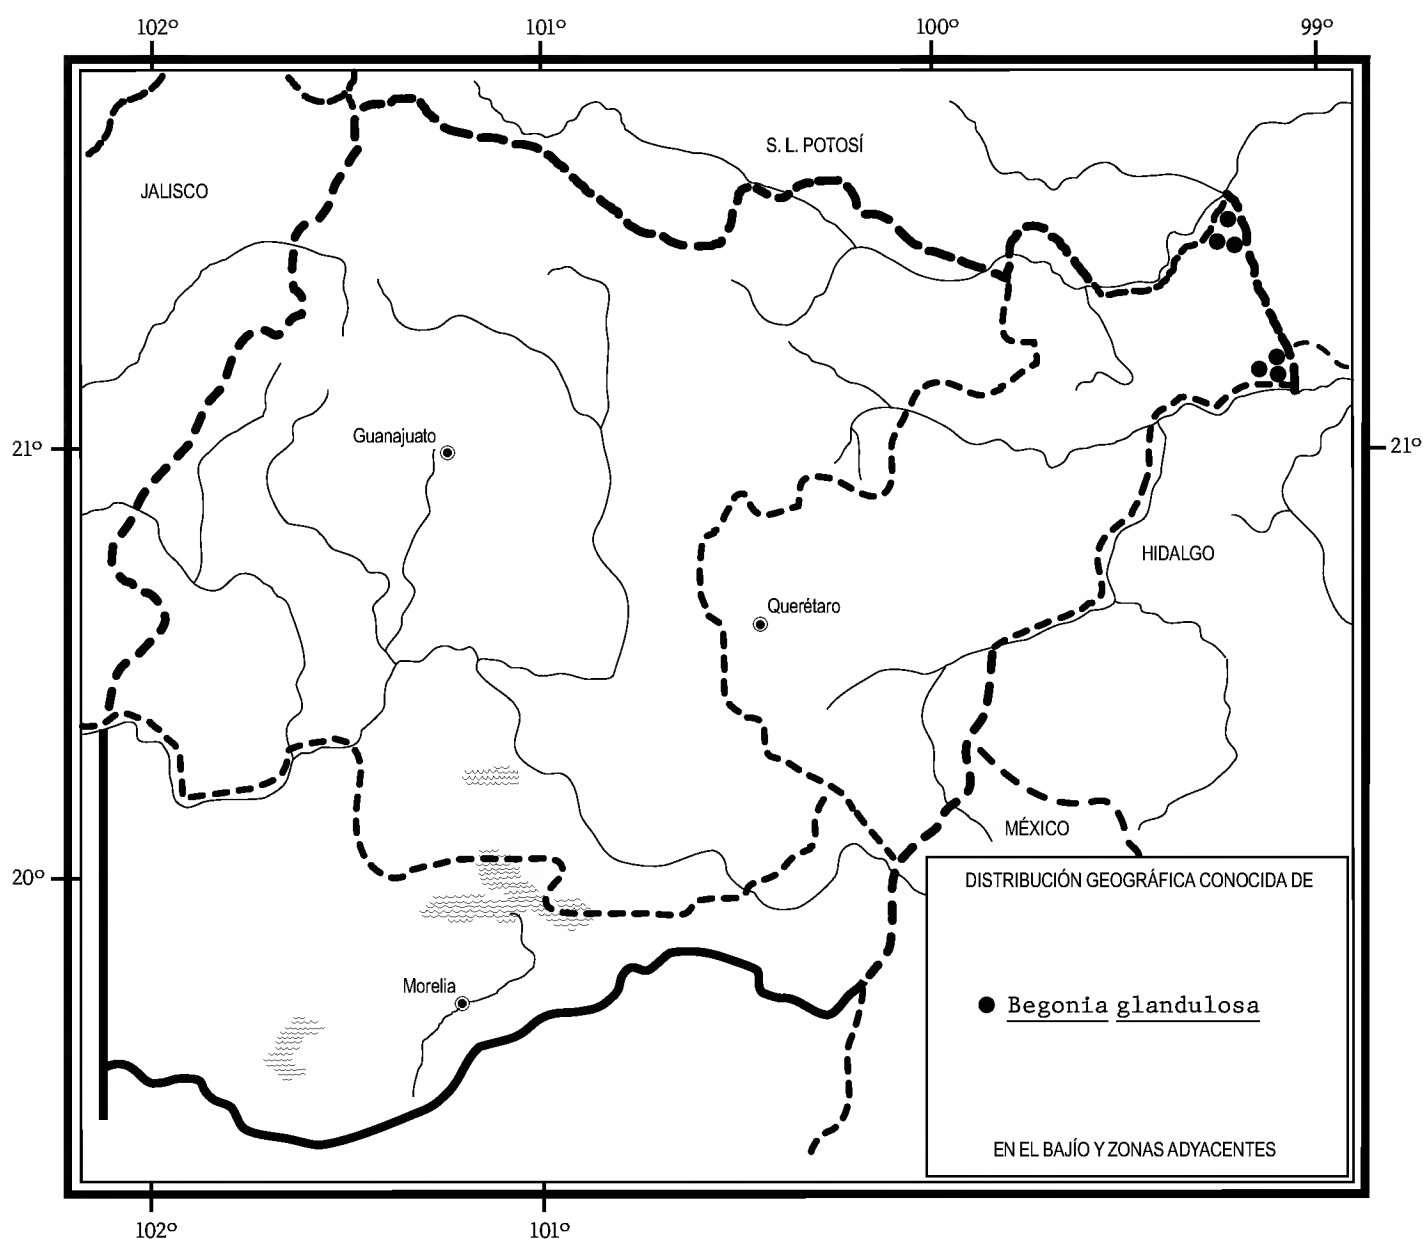 102º 101º 100º 99º
S. L. POTOSÍ
JALISCO
Guanajuato
21º 21º
HIDALGO
Querétaro
MÉXICO
20º
DISTRIBUCIÓN GEOGRÁFICA CONOCIDA DE
Morelia
Begonia glandulosa
EN EL BAJÍO Y ZONAS ADYACENTES
102º 101º